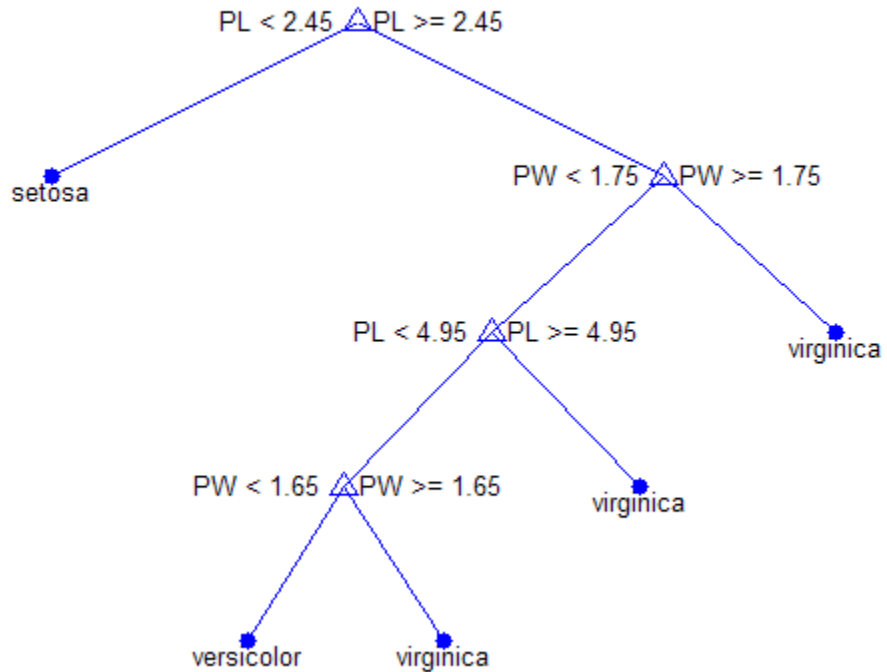 PL < 2.45 PL >= 2.45
setosa
PW < 1.75 PW >= 1.75
PL < 4.95 PL >= 4.95
virginica
PW < 1.65 PW >= 1.65
virginica
versicolor
virginica